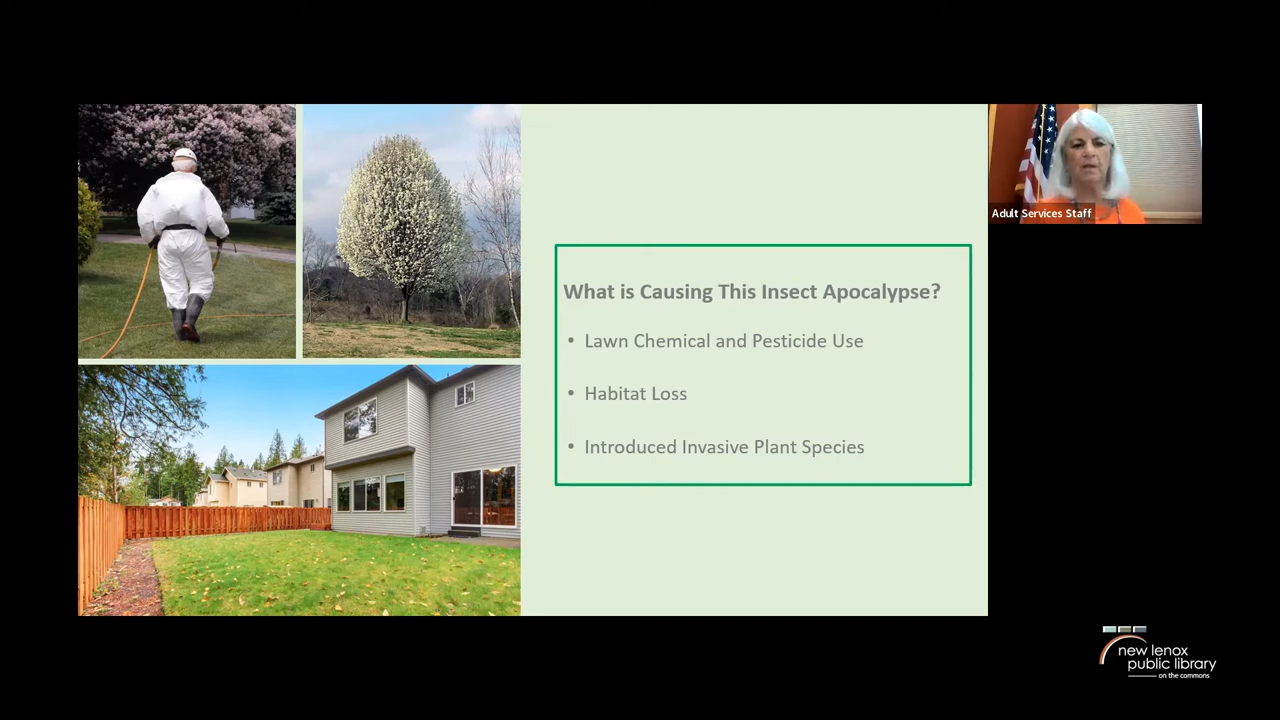 What is Causing This Insect Apocalypse?
• Lawn Chemical and Pesticide Use
• Habitat Loss
• Introduced Invasive Plant Species
Adult Services Staff
new lenox
public library
on the commons